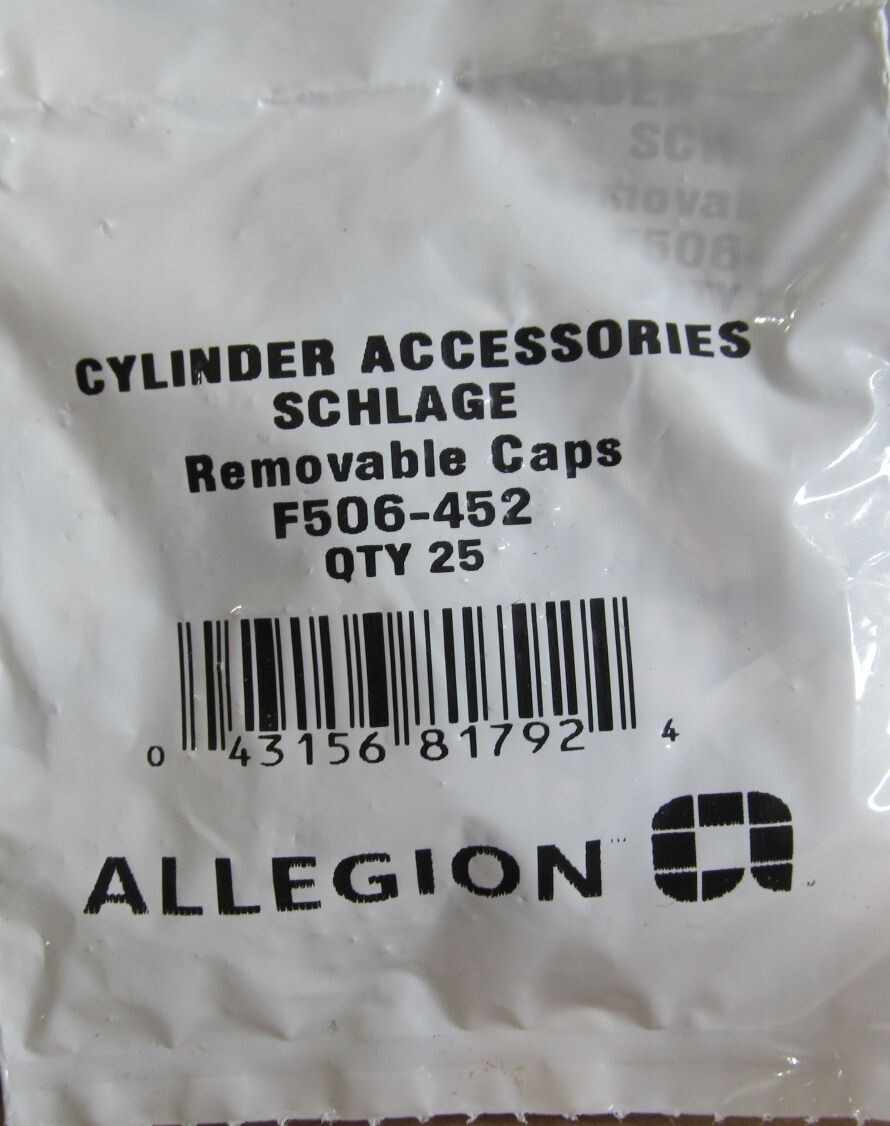 CYLINDER ACCESSORIES
SCHLAGE
Removable Caps
F506-452
QTY 25
0 43156 81792 4
ALLEGION